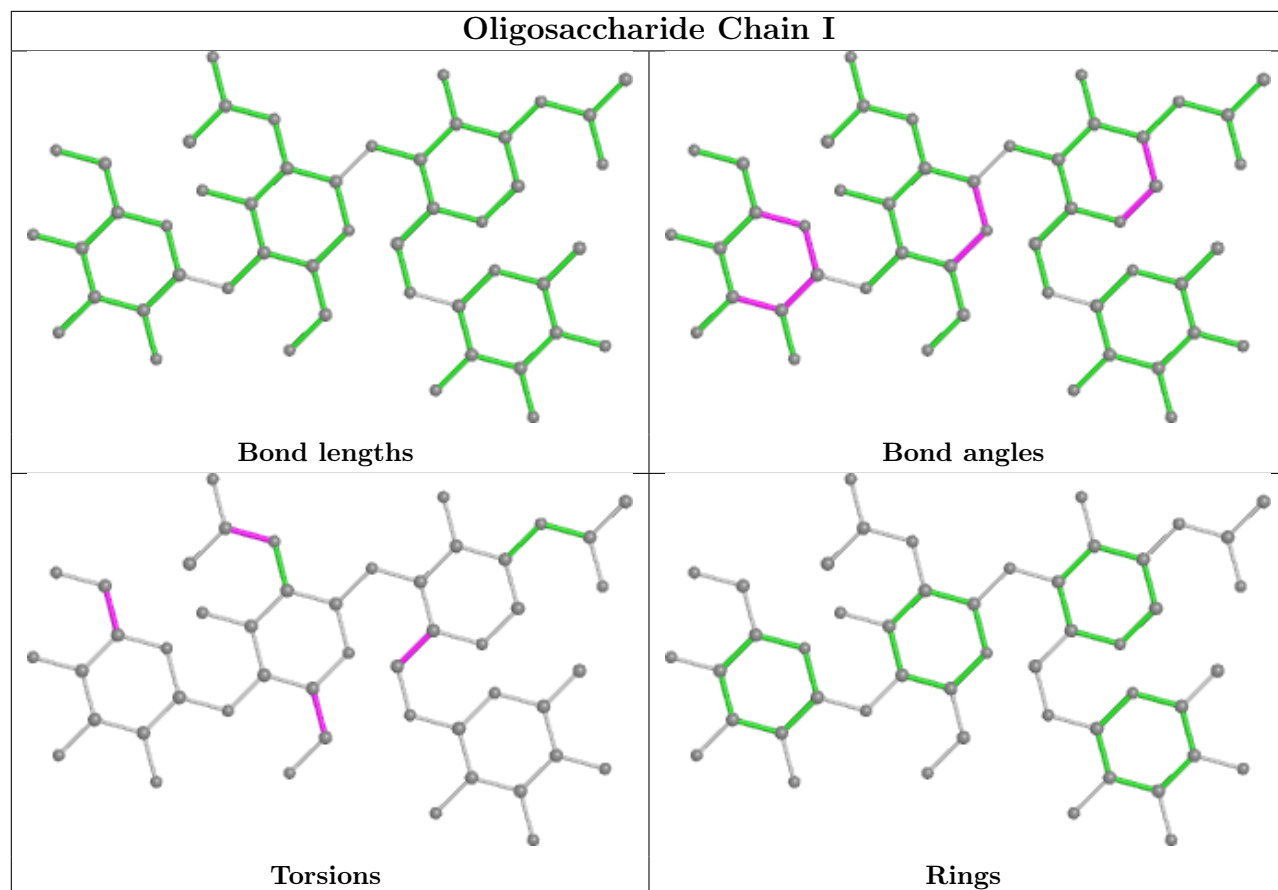 Oligosaccharide Chain I
Bond lengths
Bond angles
Torsions
Rings